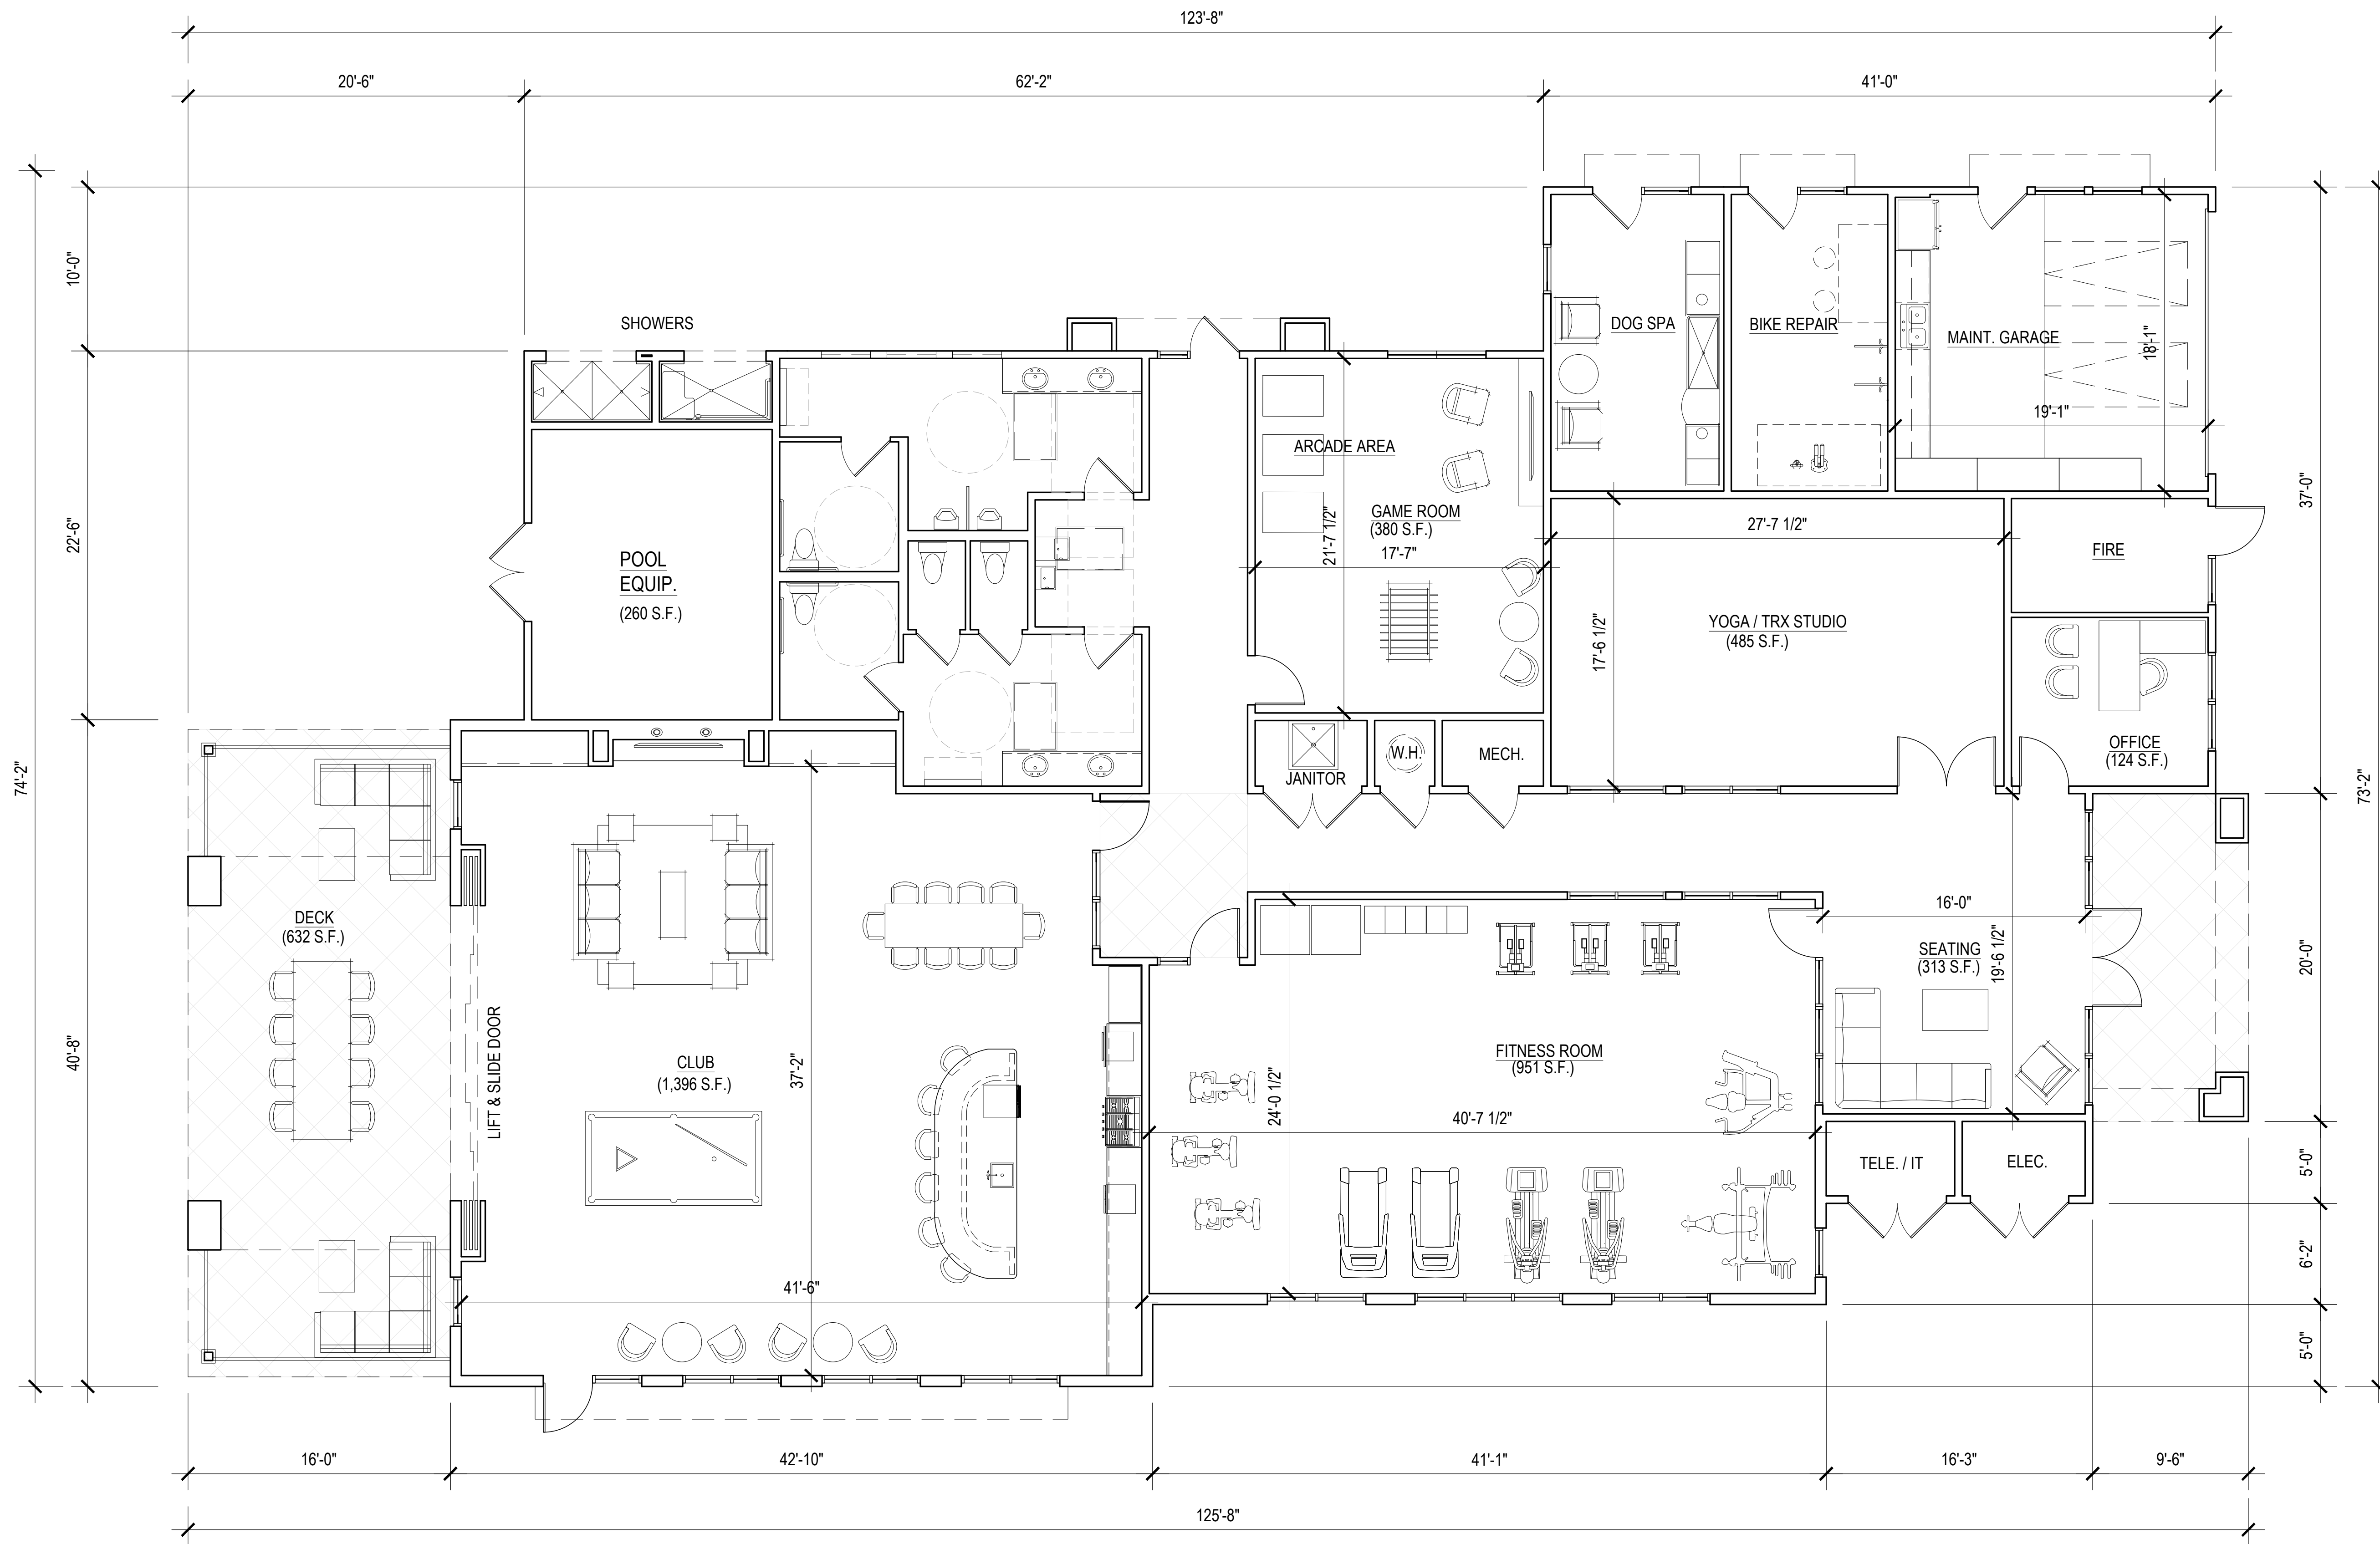 123'-8"
20'-6"
62'-2"
41'-0"
10'-0"
SHOWERS
DOG SPA
BIKE REPAIR
MAINT. GARAGE
18'-1"
19'-1"
ARCADE AREA
22'-6"
37'-0"
GAME ROOM
(380 S.F.)
21'-7 1/2"
17'-7"
27'-7 1/2"
FIRE
POOL
EQUIP.
(260 S.F.)
17'-6 1/2"
YOGA / TRX STUDIO
(485 S.F.)
OFFICE
(124 S.F.)
W.H.
MECH.
JANITOR
74'-2"
73'-2"
DECK
(632 S.F.)
16'-0"
SEATING
(313 S.F.)
19'-6 1/2"
20'-0"
LIFT & SLIDE DOOR
40'-8"
CLUB
(1,396 S.F.)
37'-2"
FITNESS ROOM
(951 S.F.)
24'-0 1/2"
40'-7 1/2"
TELE. / IT
ELEC.
5'-0"
6'-2"
41'-6"
5'-0"
16'-0"
42'-10"
41'-1"
16'-3"
9'-6"
125'-8"